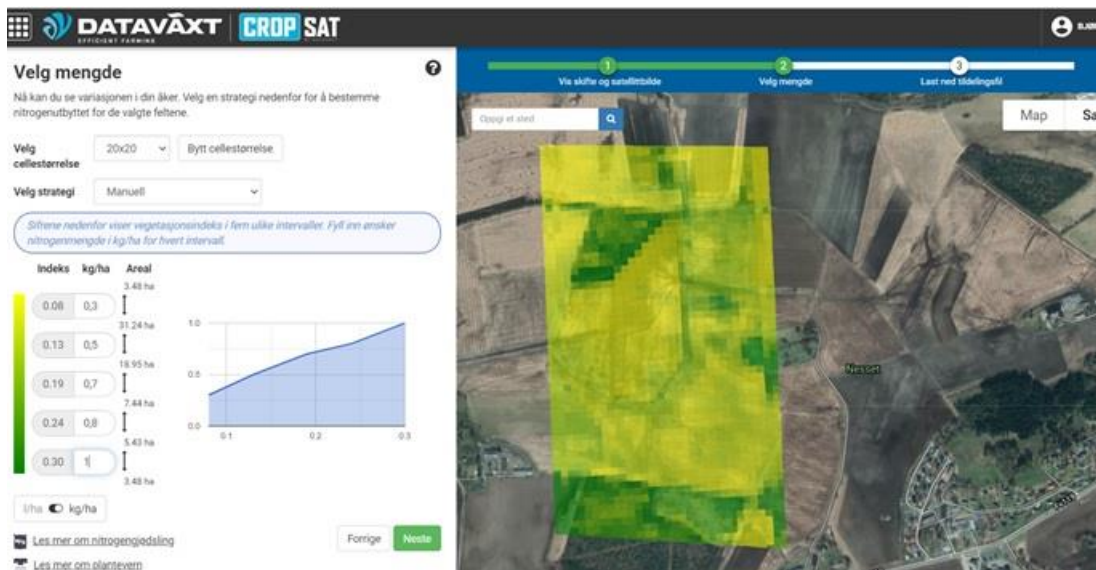 DATAVÄXT
EFFICIENT FARMING
CROP SAT
Velg mengde
?
Nå kan du se variasjonen i din åker. Velg en strategi nedenfor for å bestemme
nitrogenutbyttet for de valgte feltene.
Velg
cellestørrelse
20x20
Bytt cellestørrelse
Velg strategi
Manuell
Sifrene nedenfor viser vegetasjonsindeks i fem ulike intervaller. Fyll inn ønsker
nitrogenmengde i kg/ha for hvert intervall.
Indeks kg/ha Areal
3.48 ha
0.08 0,3
31.24 ha
0.13 0,5
18.95 ha
0.19 0,7
7.44 ha
0.24 0,8
5.43 ha
0.30 1
3.48 ha
1.0
0.5
0.0
0.1 0.2 0.3
l/ha kg/ha
Les mer om nitrogengjødsling
Les mer om plantevern
Forrige
Neste
1 2 3
Vis skifte og satellittbilde
Velg mengde
Last ned tildelingsfil
Oppgi et sted
Map
Sa
Nesset